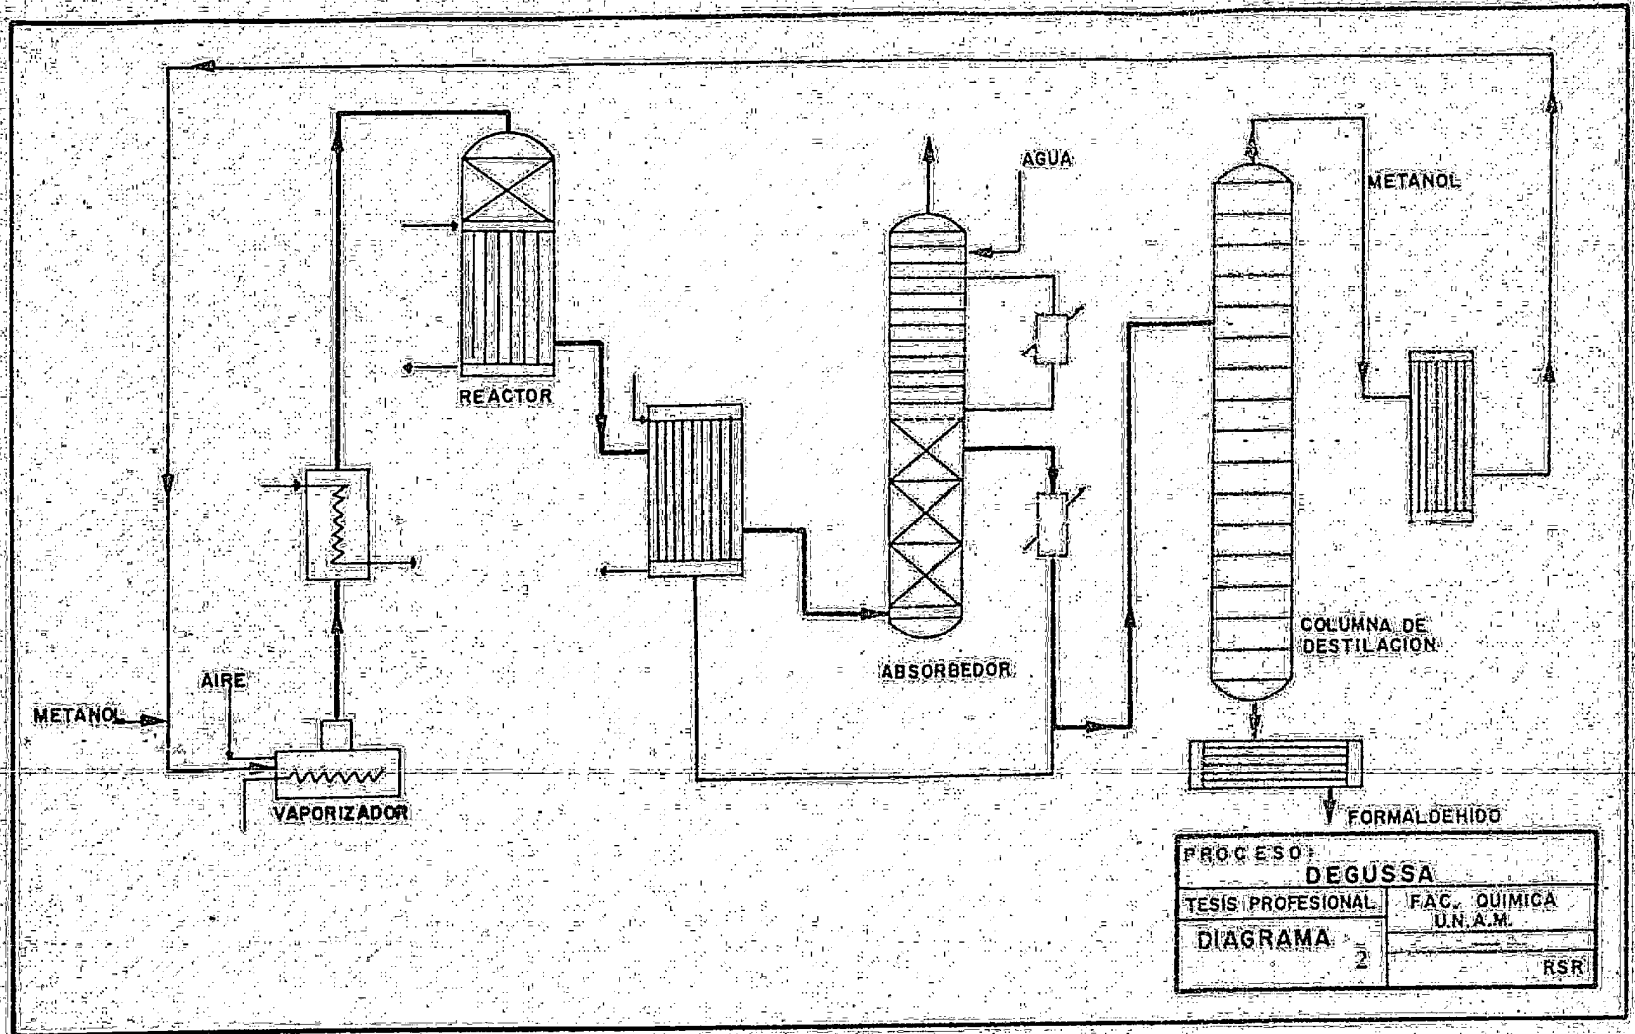 AGUA
METANOL
REACTOR
COLUMNA DE
DESTILACION
ABSORBEDOR
AIRE
METANOL
VAPORIZADOR
FORMALDEHIDO
PROCESO:
DEGUSSA
TESIS PROFESIONAL
FAC. QUIMICA
U.N.A.M.
DIAGRAMA
2
RSR